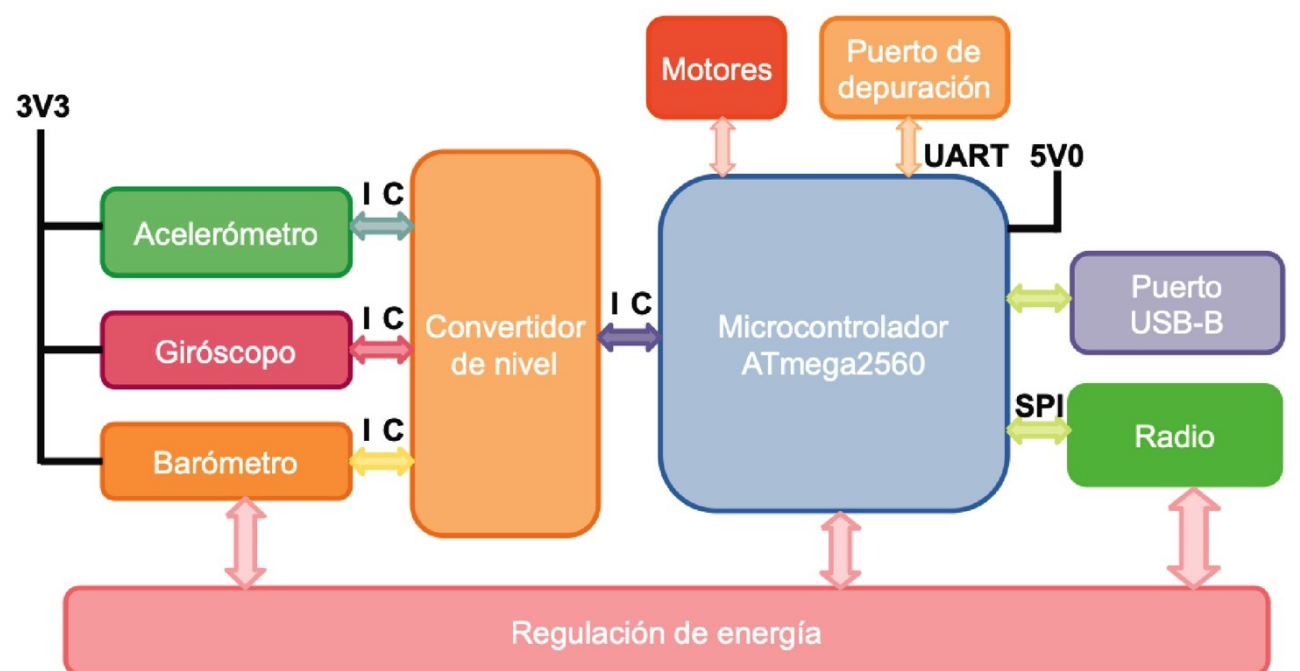 Motores
Puerto de
depuración
3V3
UART 5V0
I C
Acelerómetro
I C
Giróscopo
I C
Barómetro
Convertidor
de nivel
I C
Microcontrolador
ATmega2560
Puerto
USB-B
SPI
Radio
Regulación de energía